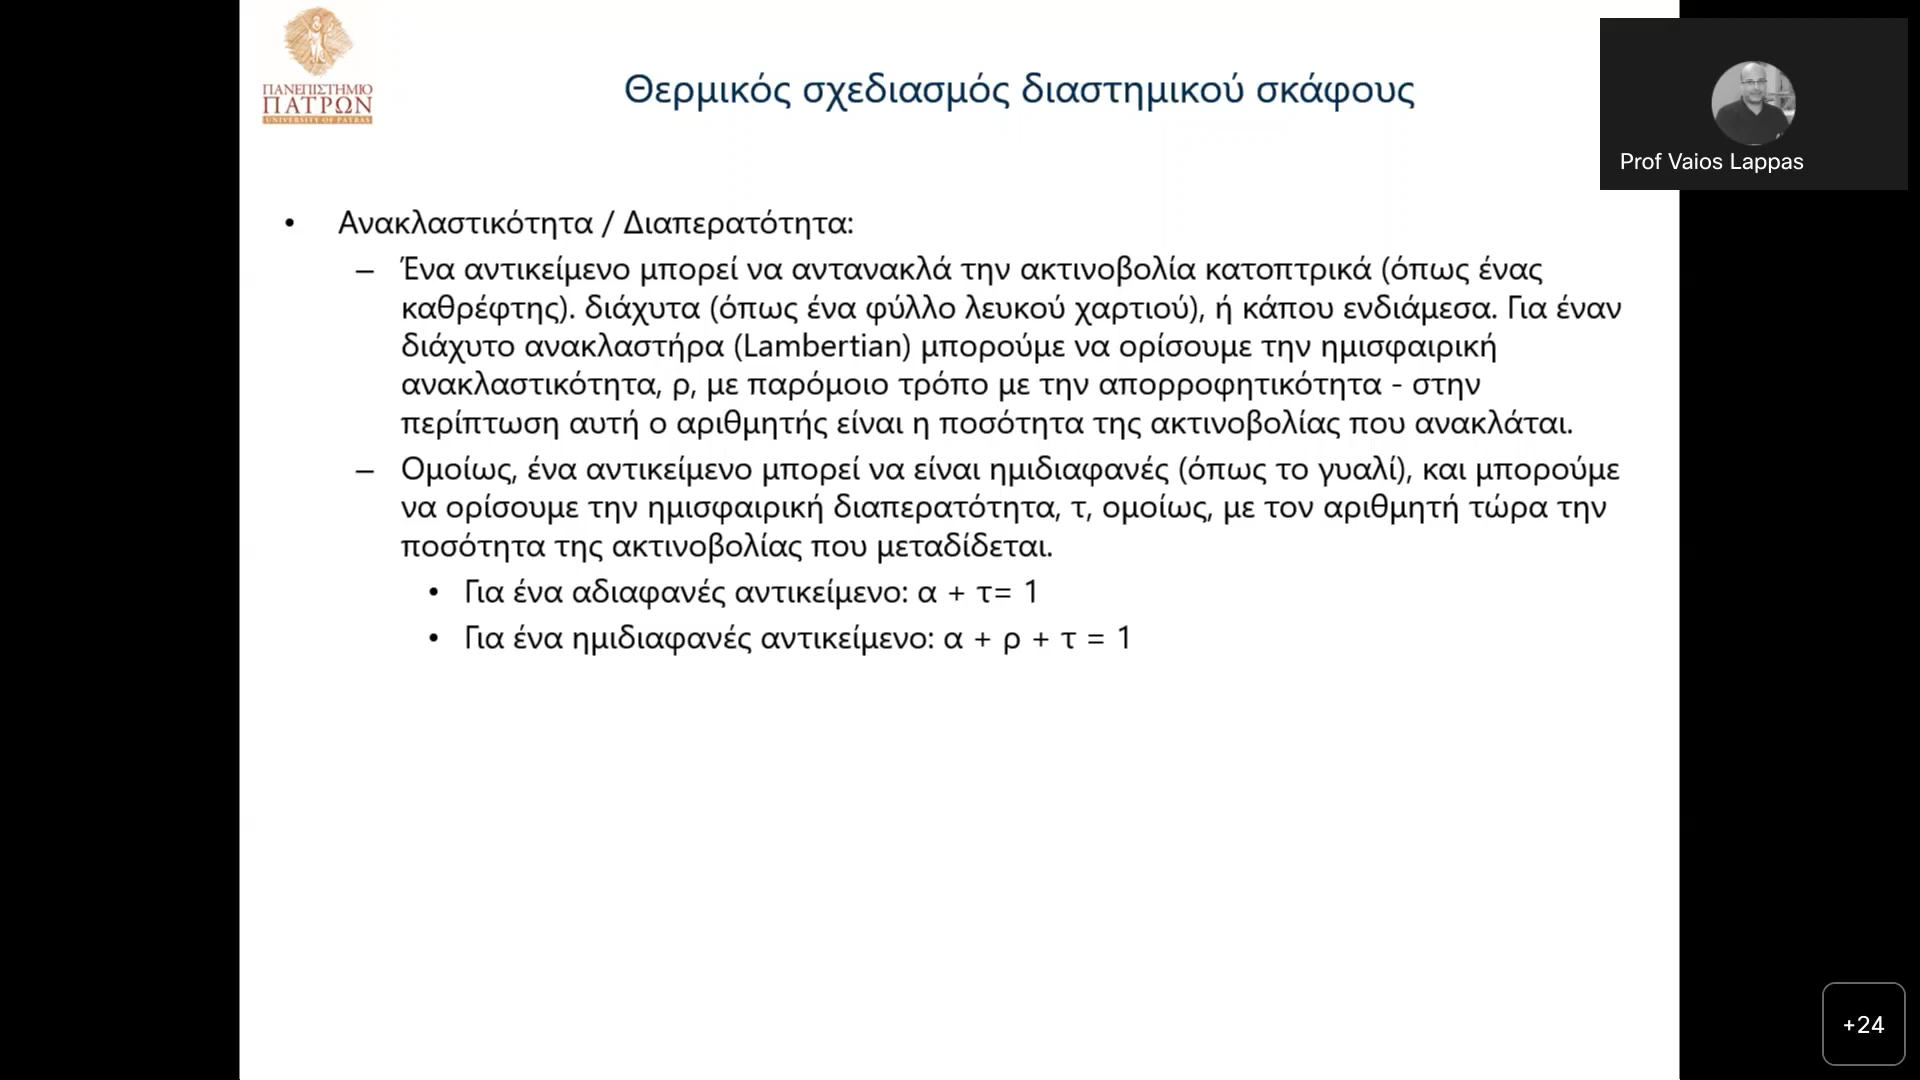 ΠΑΝΕΠΙΣΤΗΜΙΟ
ΠΑΤΡΩΝ
UNIVERSITY OF PATRAS
Θερμικός σχεδιασμός διαστημικού σκάφους
Prof Vaios Lappas
• Ανακλαστικότητα / Διαπερατότητα:
– Ένα αντικείμενο μπορεί να αντανακλά την ακτινοβολία κατοπτρικά (όπως ένας
καθρέφτης). διάχυτα (όπως ένα φύλλο λευκού χαρτιού), ή κάπου ενδιάμεσα. Για έναν
διάχυτο ανακλαστήρα (Lambertian) μπορούμε να ορίσουμε την ημισφαιρική
ανακλαστικότητα, ρ, με παρόμοιο τρόπο με την απορροφητικότητα - στην
περίπτωση αυτή ο αριθμητής είναι η ποσότητα της ακτινοβολίας που ανακλάται.
– Ομοίως, ένα αντικείμενο μπορεί να είναι ημιδιαφανές (όπως το γυαλί), και μπορούμε
να ορίσουμε την ημισφαιρική διαπερατότητα, τ, ομοίως, με τον αριθμητή τώρα την
ποσότητα της ακτινοβολίας που μεταδίδεται.
• Για ένα αδιαφανές αντικείμενο: α + τ= 1
• Για ένα ημιδιαφανές αντικείμενο: α + ρ + τ = 1
+24